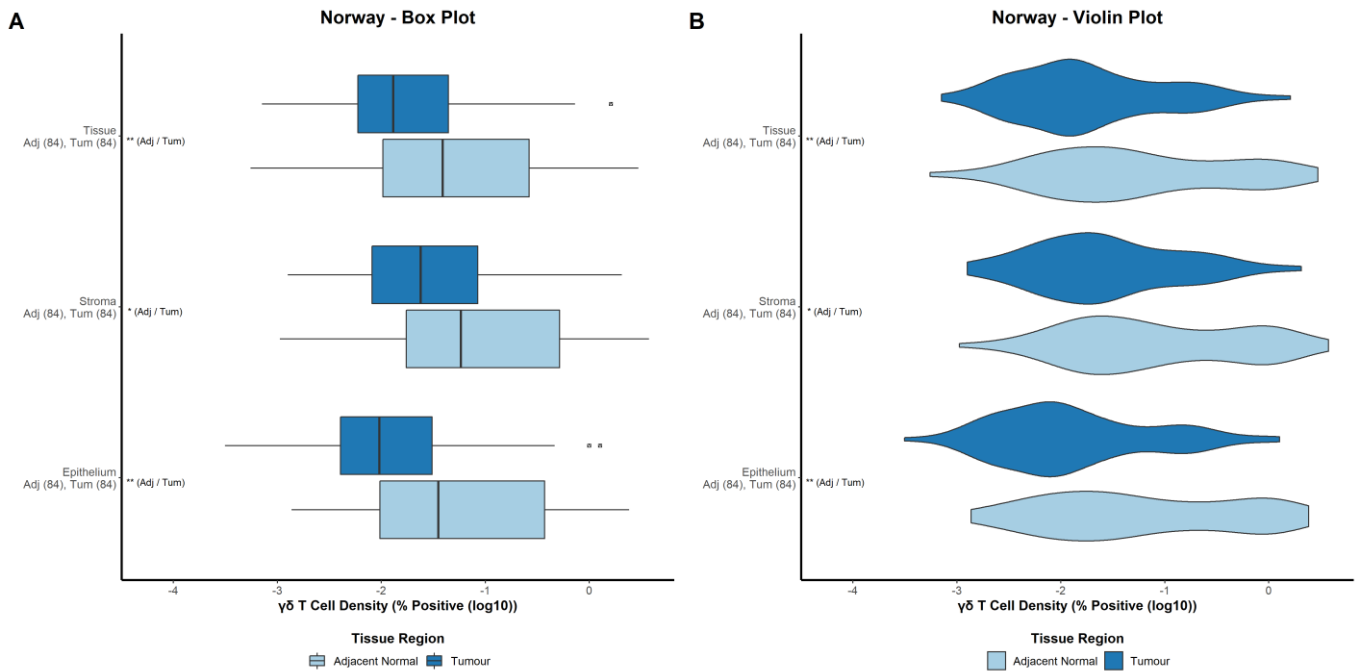 A
Norway - Box Plot
Tissue
Adj (84), Tum (84)
** (Adj / Tum)
Stroma
Adj (84), Tum (84)
* (Adj / Tum)
Epithelium
Adj (84), Tum (84)
** (Adj / Tum)
-4
-3
-2
-1
0
γδ T Cell Density (% Positive (log10))
Tissue Region
Adjacent Normal
Tumour
B
Norway - Violin Plot
Tissue
Adj (84), Tum (84)
** (Adj / Tum)
Stroma
Adj (84), Tum (84)
* (Adj / Tum)
Epithelium
Adj (84), Tum (84)
** (Adj / Tum)
-4
-3
-2
-1
0
γδ T Cell Density (% Positive (log10))
Tissue Region
Adjacent Normal
Tumour